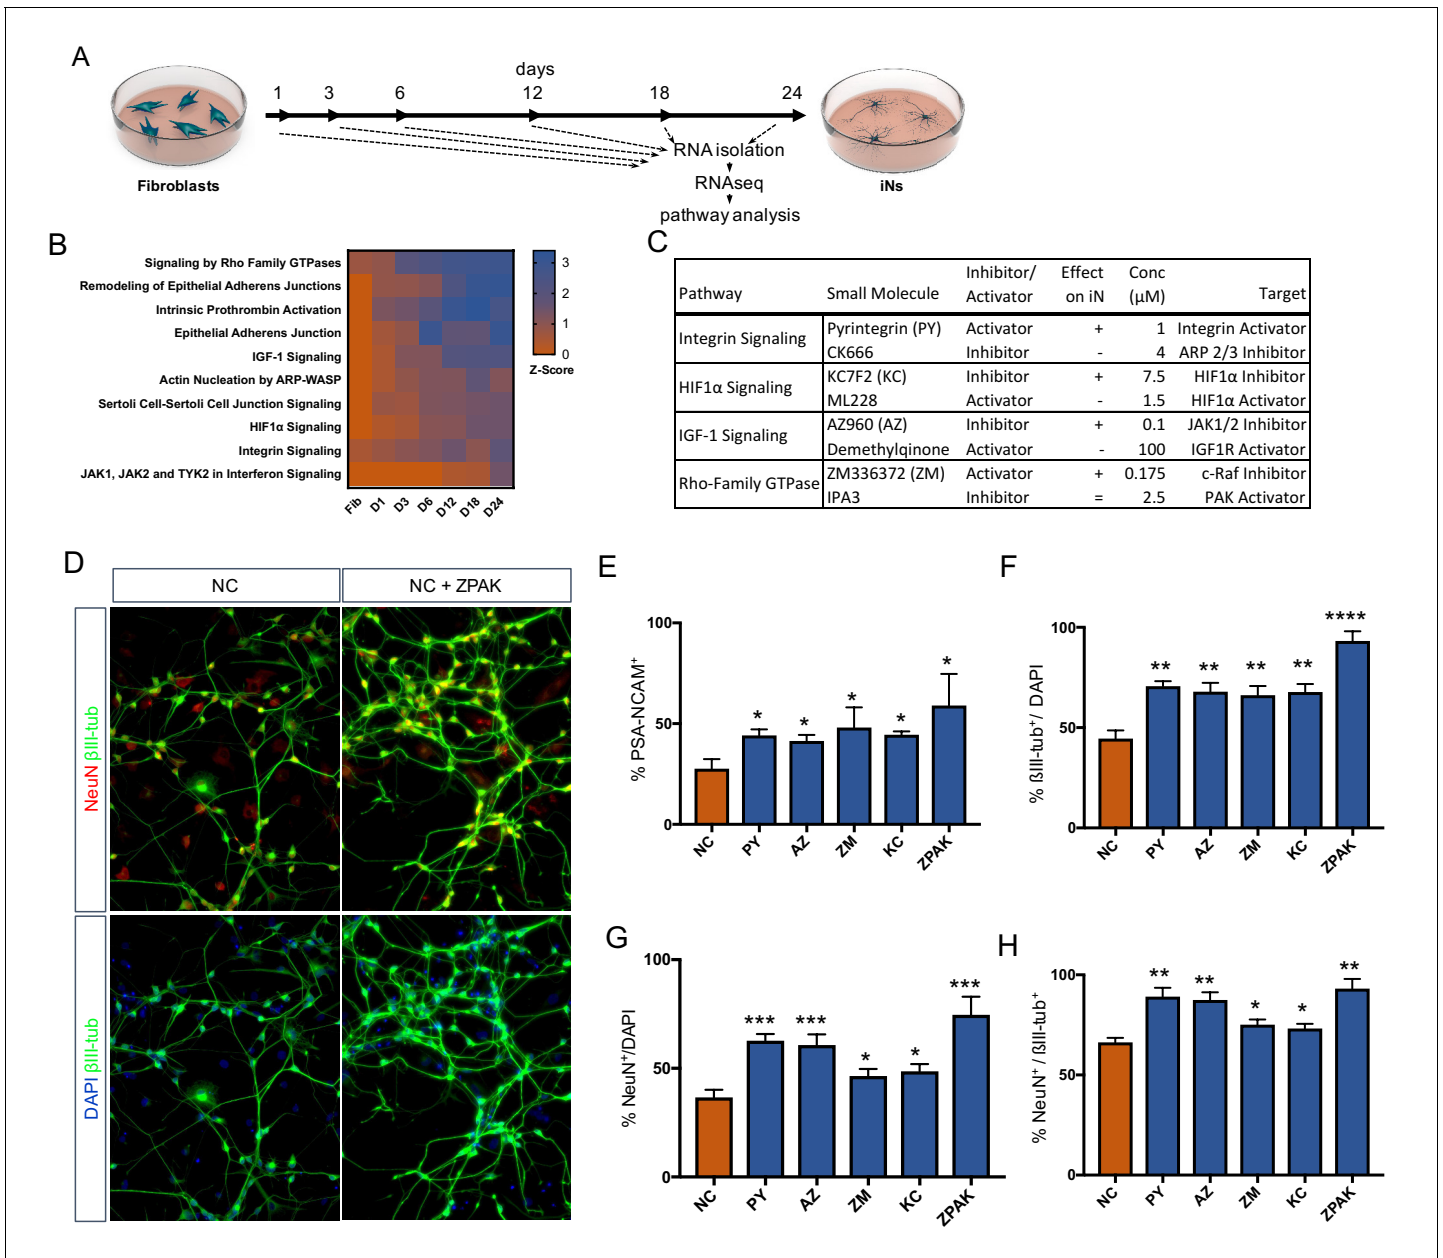 A
days
1 3 6 12 18 24
RNA isolation
RNAseq
pathway analysis
Fibroblasts
iNs
B
Signaling by Rho Family GTPases
Remodeling of Epithelial Adherens Junctions
Intrinsic Prothrombin Activation
Epithelial Adherens Junction
IGF-1 Signaling
Actin Nucleation by ARP-WASP
Sertoli Cell-Sertoli Cell Junction Signaling
HIF1α Signaling
Integrin Signaling
JAK1, JAK2 and TYK2 in Interferon Signaling
Fib D1 D3 D6 D12 D18 D24
3
2
1
0
Z-Score
C
Pathway Small Molecule Inhibitor/ Activator Effect on iN Conc (μM) Target
Integrin Signaling Pyrintegrin (PY) Activator + 1 Integrin Activator
CK666 Inhibitor - 4 ARP 2/3 Inhibitor
HIF1α Signaling KC7F2 (KC) Inhibitor + 7.5 HIF1α Inhibitor
ML228 Activator - 1.5 HIF1α Activator
IGF-1 Signaling AZ960 (AZ) Inhibitor + 0.1 JAK1/2 Inhibitor
Demethylqinone Activator - 100 IGF1R Activator
Rho-Family GTPase ZM336372 (ZM) Activator + 0.175 c-Raf Inhibitor
IPA3 Inhibitor = 2.5 PAK Activator
D
NC
NC + ZPAK
NeuN βIII-tub
DAPI βIII-tub
E
% PSA-NCAM⁺
100
50
0
* * * * *
NC PY AZ ZM KC ZPAK
F
% ßIII-tub⁺/ DAPI
100
50
0
** ** ** ** ****
NC PY AZ ZM KC ZPAK
G
% NeuN⁺/DAPI
100
50
0
*** *** * * ***
NC PY AZ ZM KC ZPAK
H
% NeuN⁺ / ßIII-tub⁺
100
50
0
** ** * * **
NC PY AZ ZM KC ZPAK